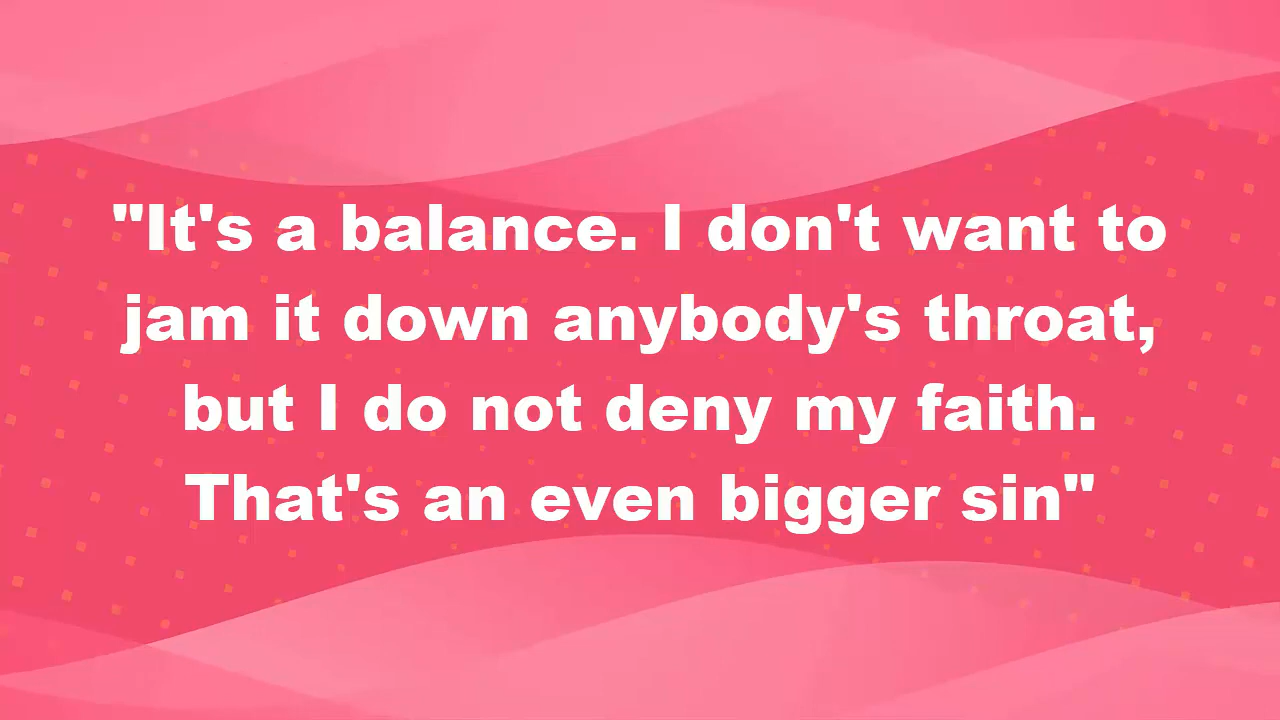 "It's a balance. I don't want to
jam it down anybody's throat,
but I do not deny my faith.
That's an even bigger sin"